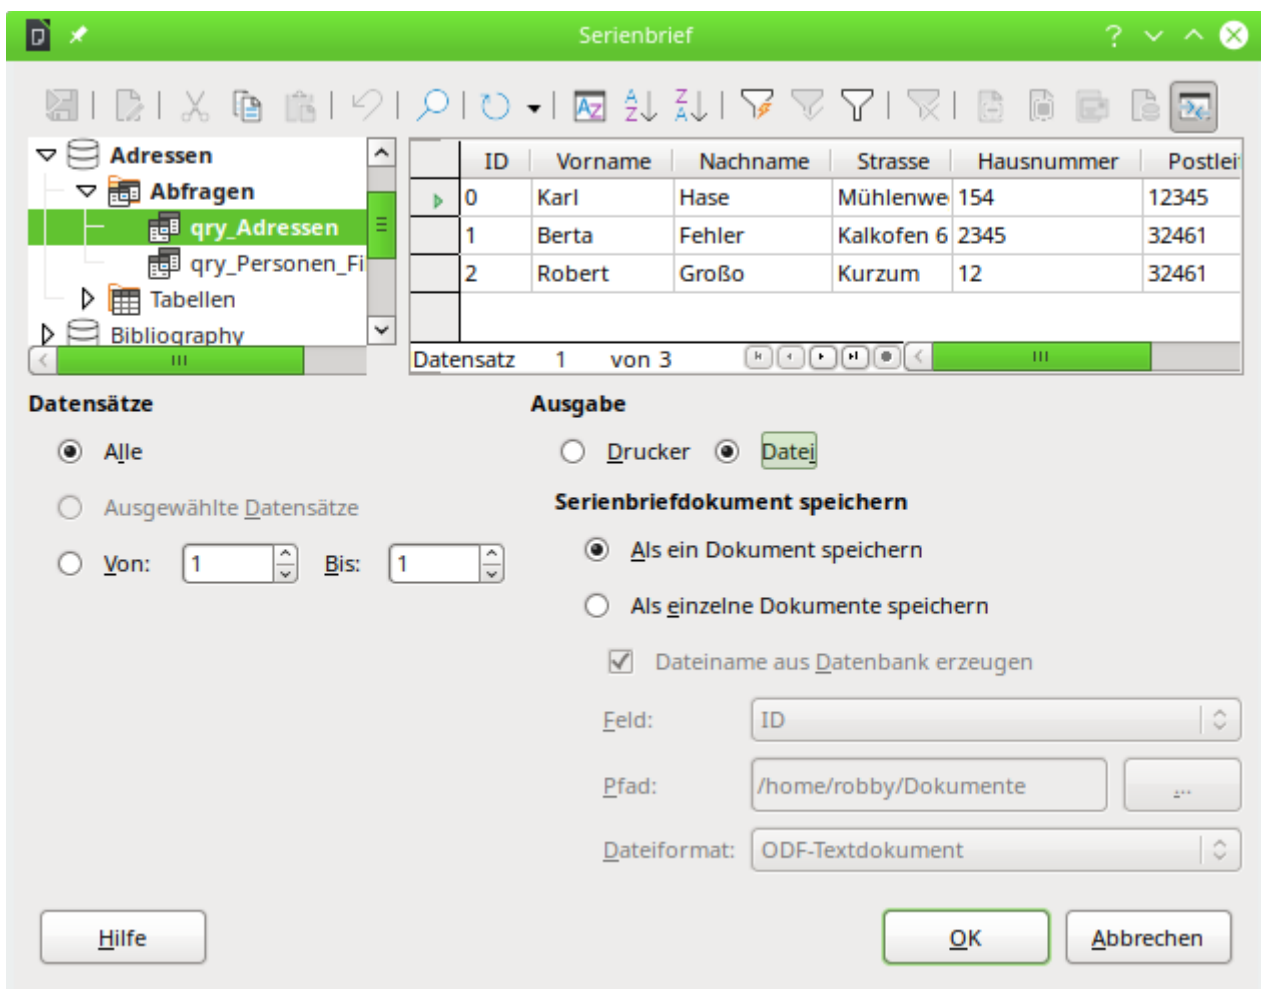 Serienbrief
Adressen
Abfragen
qry_Adressen
qry_Personen_Fi
Tabellen
Bibliography
ID Vorname Nachname Strasse Hausnummer Postlei
0 Karl Hase Mühlenwe 154 12345
1 Berta Fehler Kalkofen 6 2345 32461
2 Robert Großo Kurzum 12 32461
Datensatz 1 von 3
Datensätze
Alle
Ausgewählte Datensätze
Von: 1 Bis: 1
Ausgabe
Drucker Datei
Serienbriefdokument speichern
Als ein Dokument speichern
Als einzelne Dokumente speichern
Dateiname aus Datenbank erzeugen
Feld: ID
Pfad: /home/robby/Dokumente ...
Dateiformat: ODF-Textdokument
Hilfe OK Abbrechen